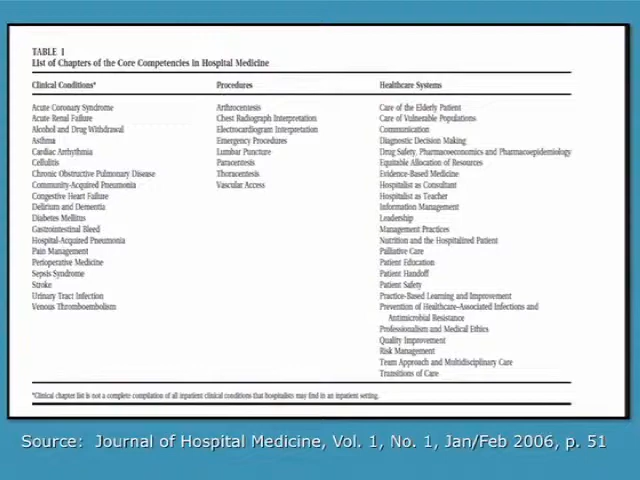 TABLE 1
List of Chapters of the Core Competencies in Hospital Medicine
Clinical Conditions* Procedures Healthcare Systems
Acute Coronary Syndrome Arthrocentesis Care of the Elderly Patient
Acute Renal Failure Chest Radiograph Interpretation Care of Vulnerable Populations
Alcohol and Drug Withdrawal Electrocardiogram Interpretation Communication
Asthma Emergency Procedures Diagnostic Decision Making
Cardiac Arrhythmia Lumbar Puncture Drug Safety, Pharmacoeconomics and Pharmacoepidemiology
Cellulitis Paracentesis Equitable Allocation of Resources
Chronic Obstructive Pulmonary Disease Thoracentesis Evidence-Based Medicine
Community-Acquired Pneumonia Vascular Access Hospitalist as Consultant
Congestive Heart Failure Hospitalist as Teacher
Delirium and Dementia Information Management
Diabetes Mellitus Leadership
Gastrointestinal Bleed Management Practices
Hospital-Acquired Pneumonia Nutrition and the Hospitalized Patient
Pain Management Palliative Care
Perioperative Medicine Patient Education
Sepsis Syndrome Patient Handoff
Stroke Patient Safety
Urinary Tract Infection Practice-Based Learning and Improvement
Venous Thromboembolism Prevention of Healthcare-Associated Infections and
Antimicrobial Resistance
Professionalism and Medical Ethics
Quality Improvement
Risk Management
Team Approach and Multidisciplinary Care
Transitions of Care
*Clinical chapter list is not a complete compilation of all inpatient clinical conditions that hospitalists may find in an inpatient setting.
Source: Journal of Hospital Medicine, Vol. 1, No. 1, Jan/Feb 2006, p. 51